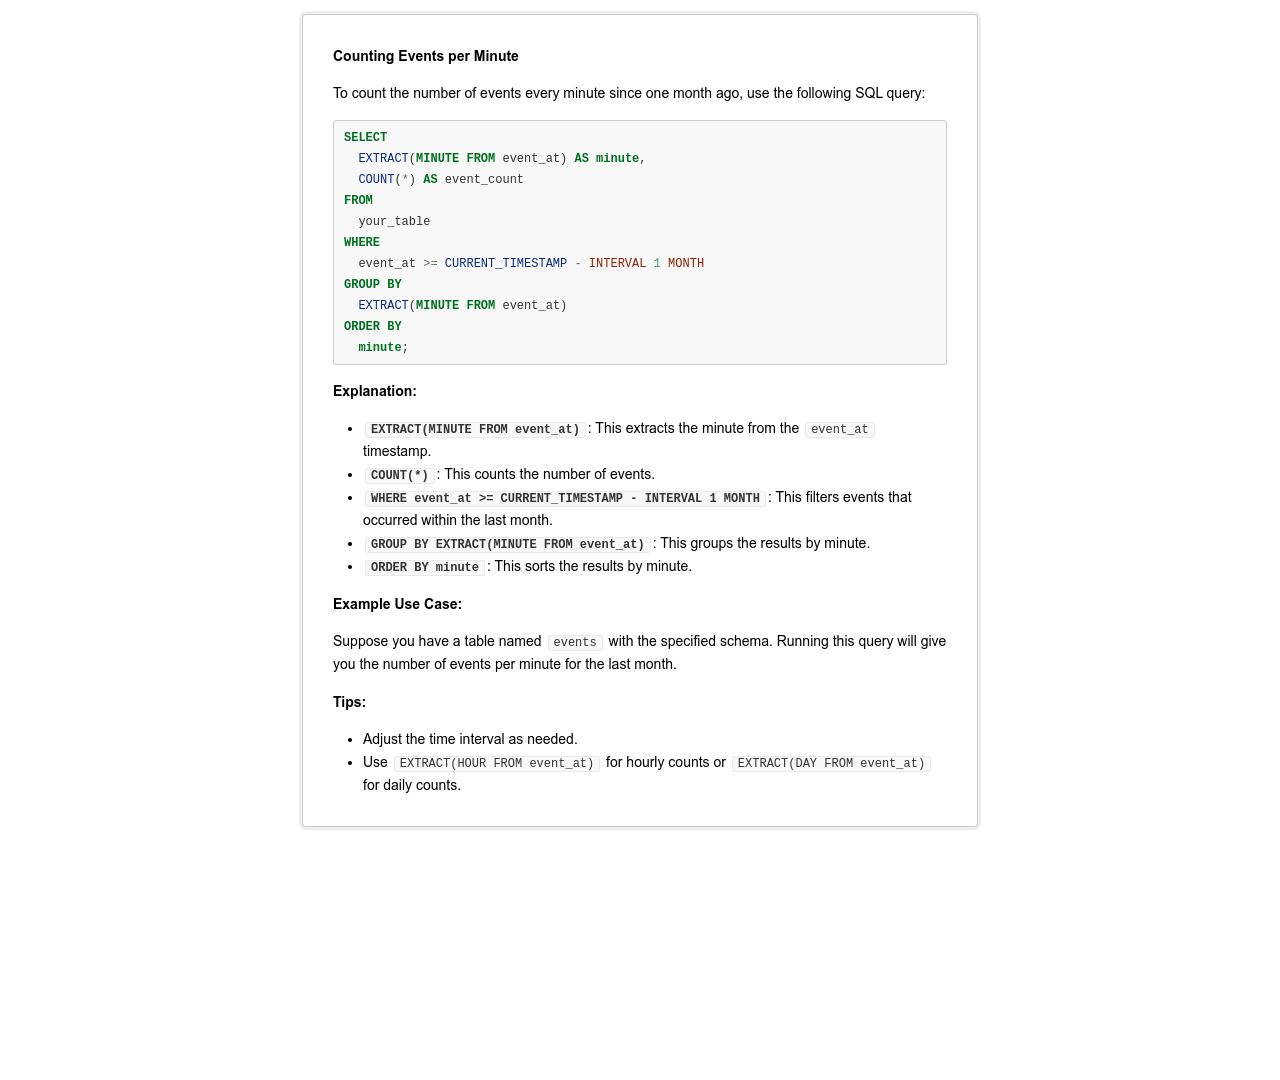 Counting Events per Minute
To count the number of events every minute since one month ago, use the following SQL query:
SELECT
  EXTRACT(MINUTE FROM event_at) AS minute,
  COUNT(*) AS event_count
FROM
  your_table
WHERE
  event_at >= CURRENT_TIMESTAMP - INTERVAL 1 MONTH
GROUP BY
  EXTRACT(MINUTE FROM event_at)
ORDER BY
  minute;
Explanation:
• EXTRACT(MINUTE FROM event_at): This extracts the minute from the event_at
timestamp.
• COUNT(*): This counts the number of events.
• WHERE event_at >= CURRENT_TIMESTAMP - INTERVAL 1 MONTH: This filters events that
occurred within the last month.
• GROUP BY EXTRACT(MINUTE FROM event_at): This groups the results by minute.
• ORDER BY minute: This sorts the results by minute.
Example Use Case:
Suppose you have a table named events with the specified schema. Running this query will give
you the number of events per minute for the last month.
Tips:
• Adjust the time interval as needed.
• Use EXTRACT(HOUR FROM event_at) for hourly counts or EXTRACT(DAY FROM event_at)
for daily counts.